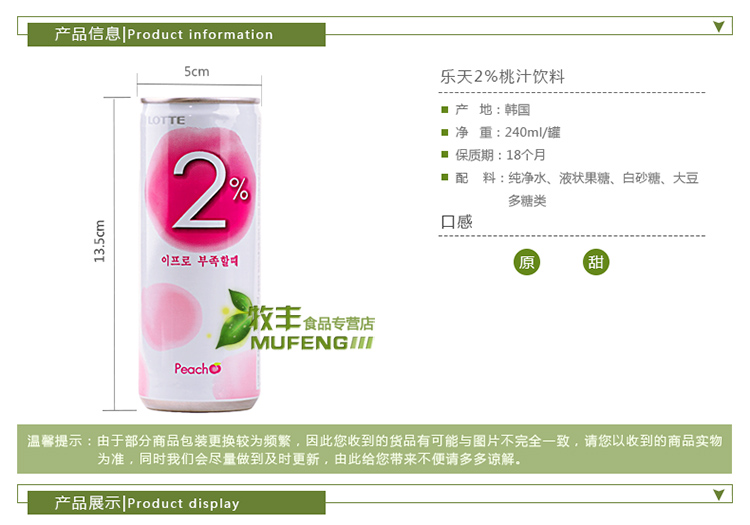 产品信息|Product information
5cm
13.5cm
LOTTE
2%
이프로 부족할때
Peach
牧丰食品专营店
MUFENG
乐天2%桃汁饮料
产 地：韩国
净 重：240ml/罐
保质期：18个月
配 料：纯净水、液状果糖、白砂糖、大豆
多糖类
口感
原 甜
温馨提示：由于部分商品包装更换较为频繁，因此您收到的货品有可能与图片不完全一致，请您以收到的商品实物
为准，同时我们会尽量做到及时更新，由此给您带来不便请多多谅解。
产品展示|Product display